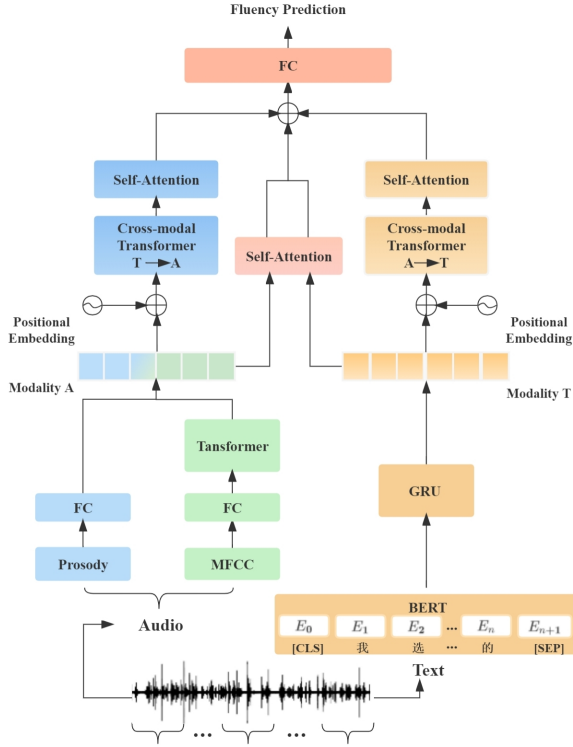 Fluency Prediction
FC
Self-Attention
Self-Attention
Cross-modal
Transformer
T → A
Self-Attention
Cross-modal
Transformer
A → T
Positional
Embedding
Positional
Embedding
Modality A
Modality T
Tansformer
FC
FC
GRU
Prosody
MFCC
BERT
E0 E1 E2 ... En En+1
[CLS] 我 选 ... 的 [SEP]
Audio
Text
... ...